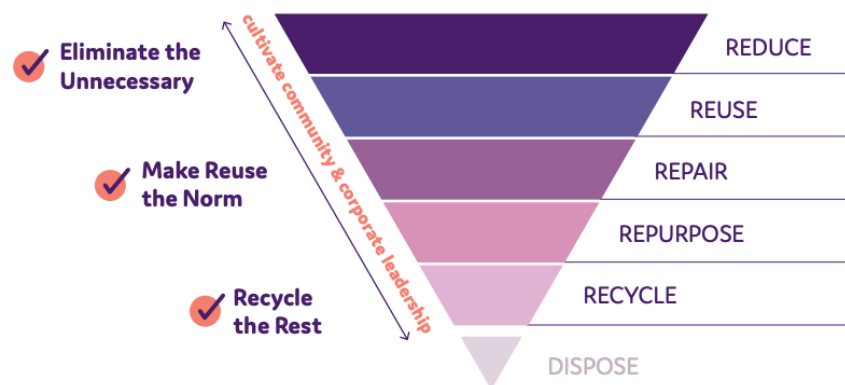 Eliminate the
Unnecessary
Make Reuse
the Norm
Recycle
the Rest
cultivate community & corporate leadership
REDUCE
REUSE
REPAIR
REPURPOSE
RECYCLE
DISPOSE